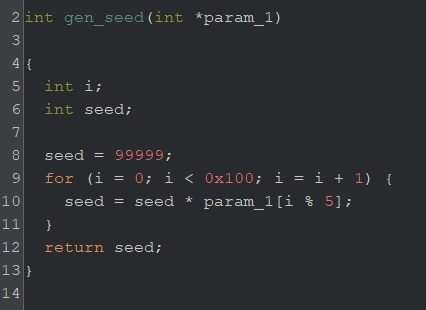 2 int gen_seed(int *param_1)
3
4 {
5 int i;
6 int seed;
7
8 seed = 99999;
9 for (i = 0; i < 0x100; i = i + 1) {
10 seed = seed * param_1[i % 5];
11 }
12 return seed;
13 }
14